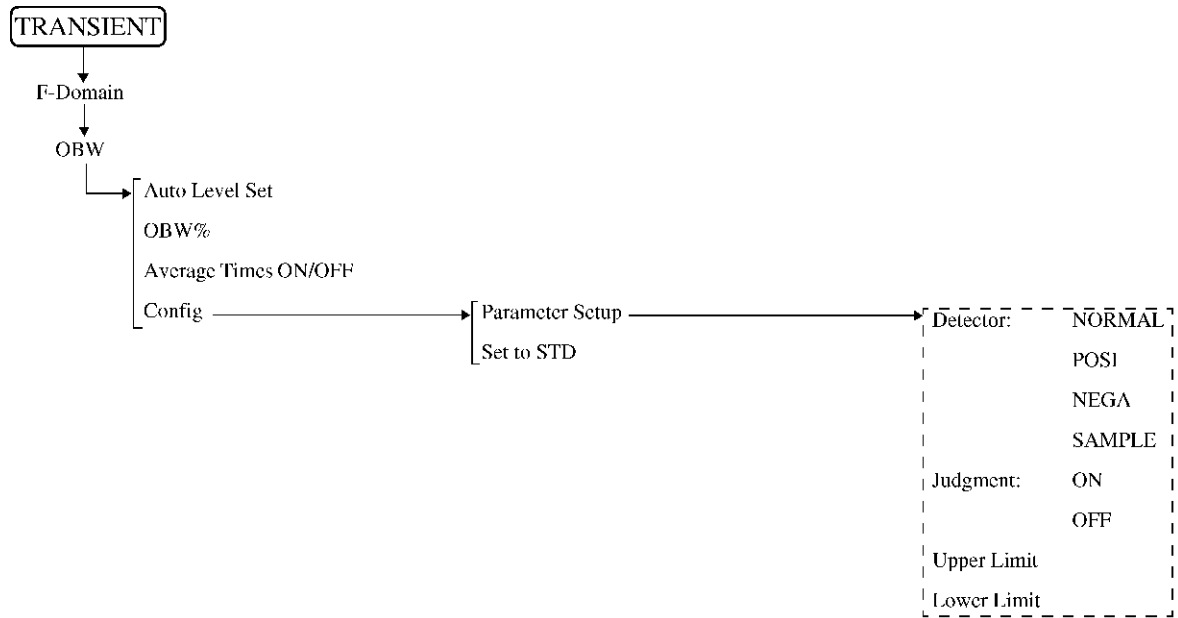 TRANSIENT
F-Domain
OBW
Auto Level Set
OBW%
Average Times ON/OFF
Config
Parameter Setup
Set to STD
Detector: NORMAL
POSI
NEGA
SAMPLE
Judgment: ON
OFF
Upper Limit
Lower Limit